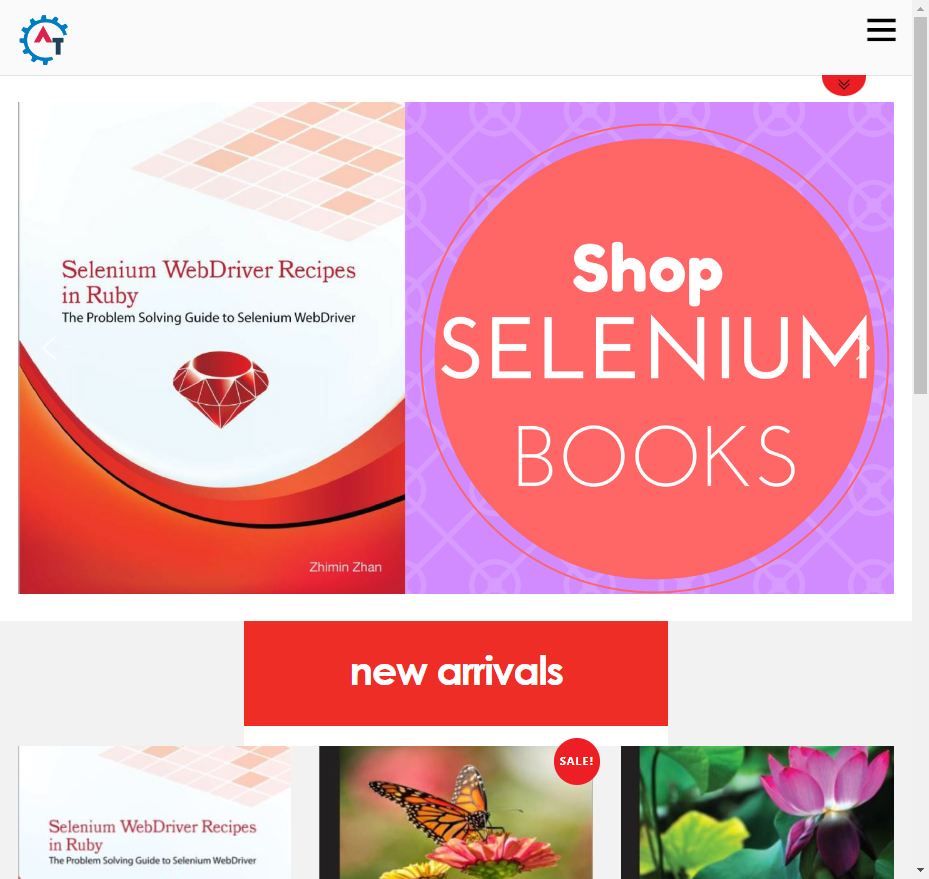 AT
Selenium WebDriver Recipes
in Ruby
The Problem Solving Guide to Selenium WebDriver
Zhimin Zhan
Shop
SELENIUM
BOOKS
new arrivals
SALE!
Selenium WebDriver Recipes
in Ruby
The Problem Solving Guide to Selenium WebDriver